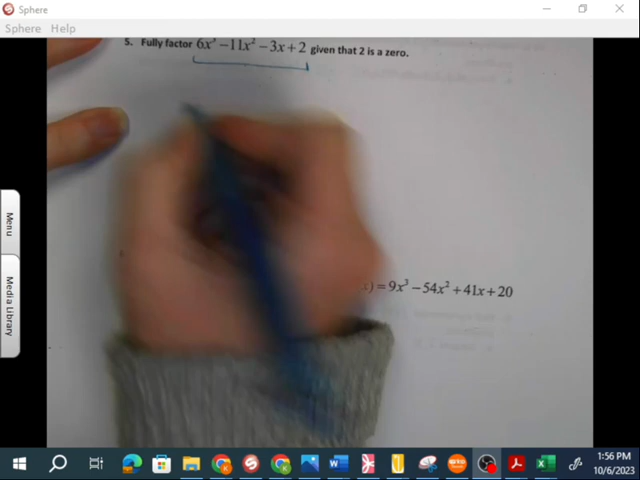 Sphere
Sphere Help
5. Fully factor 6x³ − 11x² − 3x + 2 given that 2 is a zero.
Menu
Media Library
x) = 9x³ − 54x² + 41x + 20
1:56 PM
10/6/2023